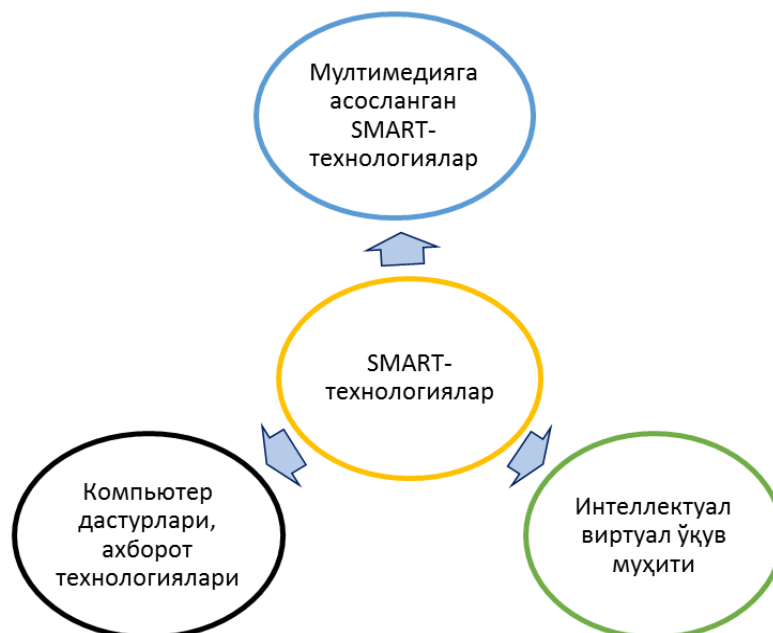 Мултимедияга
асосланган
SMART-
технологиялар
SMART-
технологиялар
Компьютер
дастурлари,
ахборот
технологиялари
Интеллектуал
виртуал ўқув
муҳити